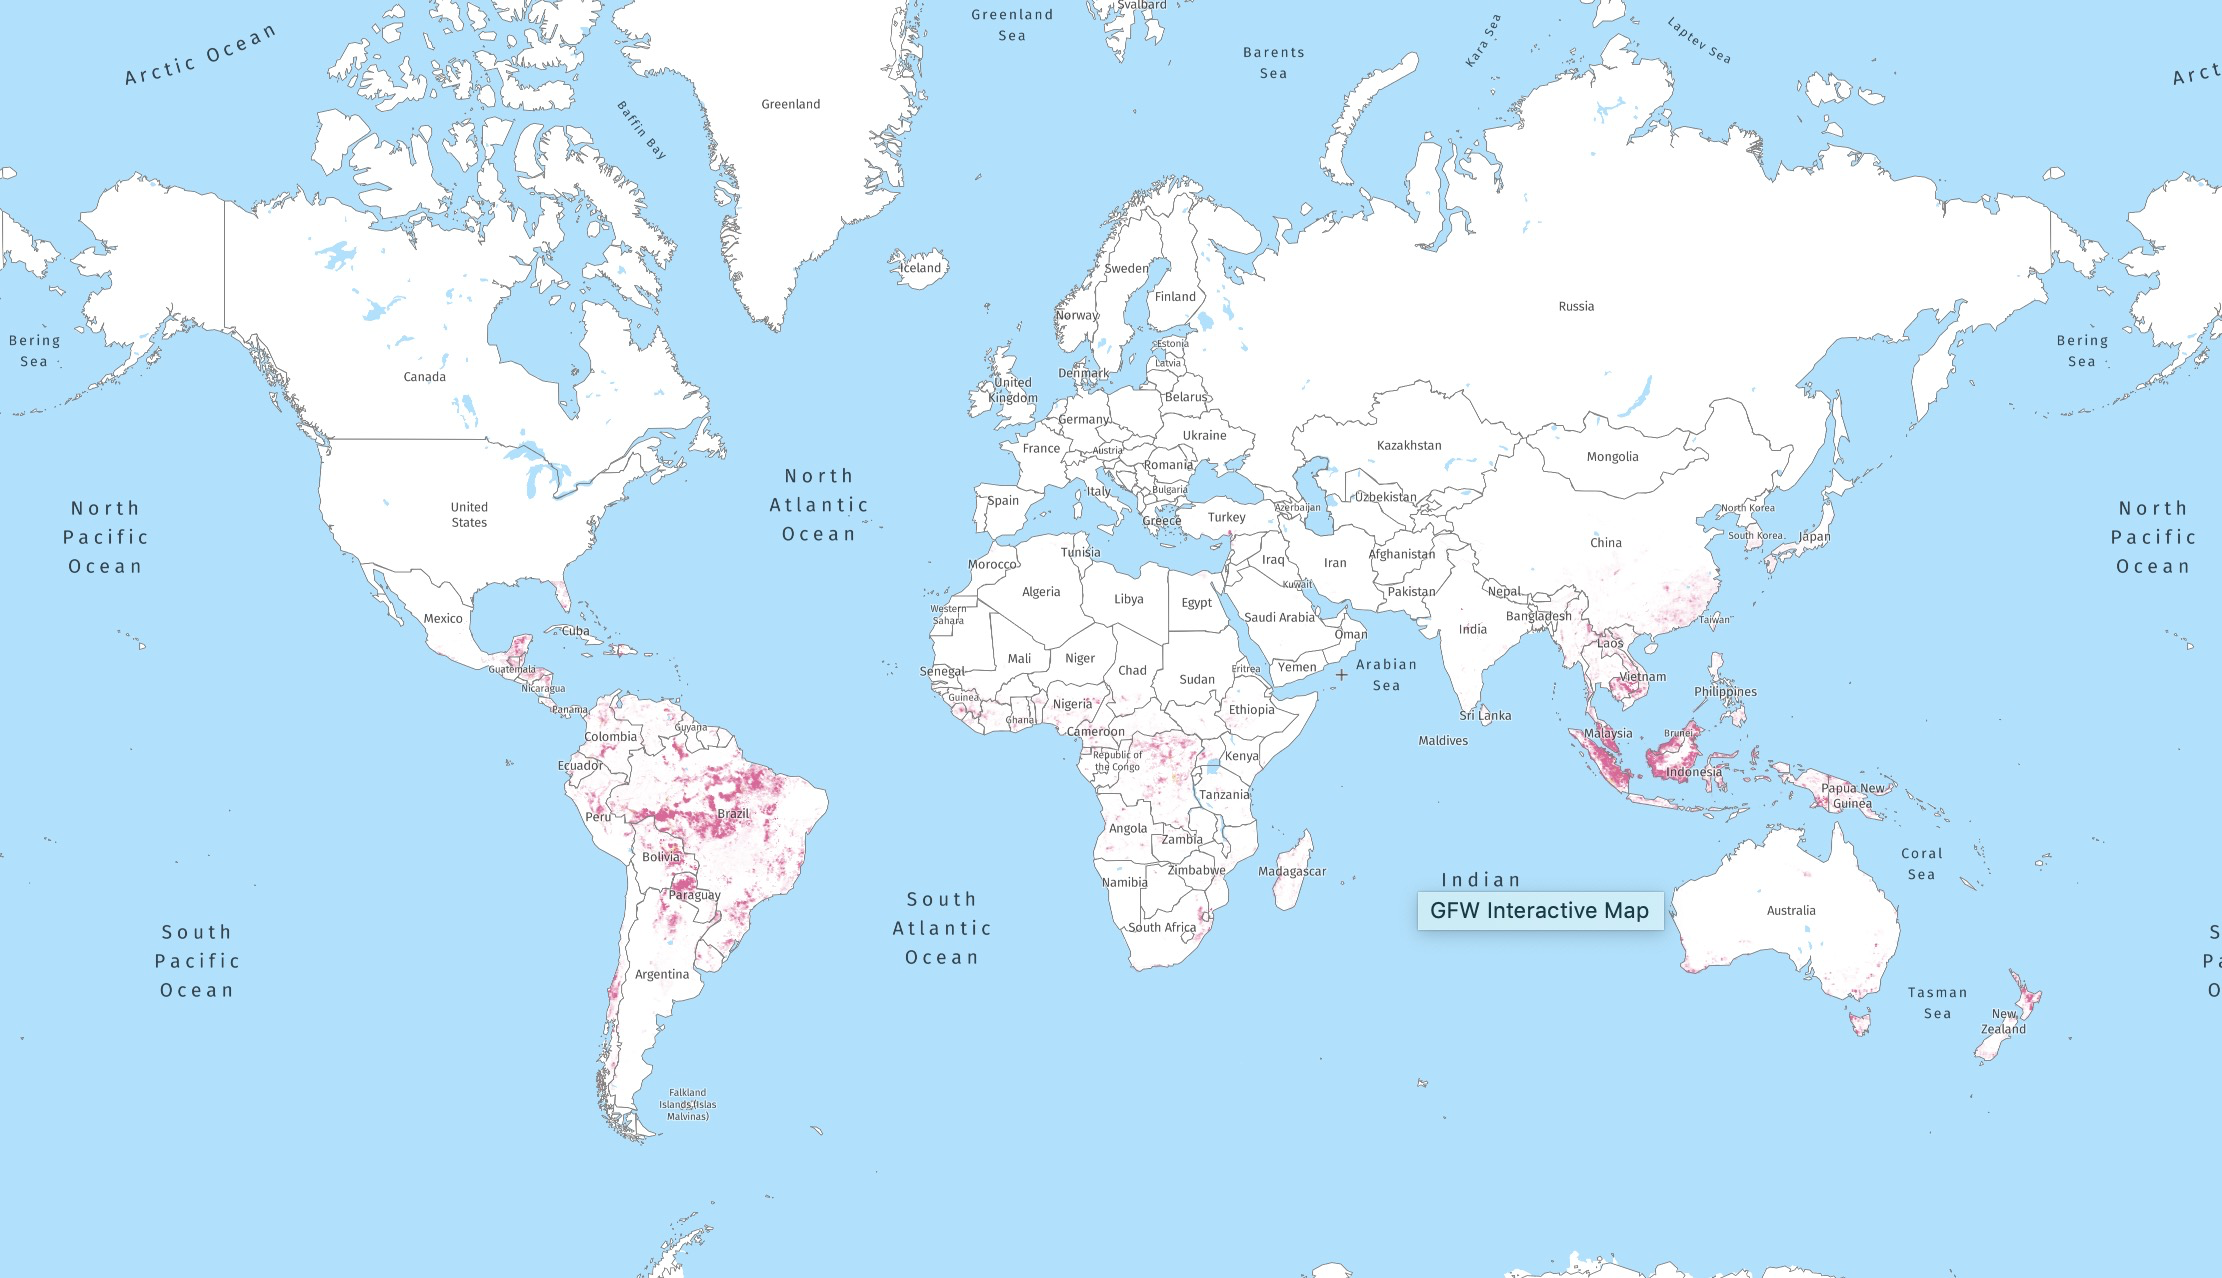 Svalbard
Greenland
Sea
Laptev Sea
Kara Sea
Arctic Ocean
Barents
Sea
Arct
Greenland
Baffin Bay
Iceland
Sweden
Finland
Norway
Russia
Bering
Sea
Estonia
Bering
Sea
Latvia
Denmark
Canada
United
Kingdom
Belarus
Germany
Ukraine
France
Austria
Kazakhstan
Mongolia
Romania
North
Atlantic
Ocean
Italy
Bulgaria
Uzbekistan
Spain
North
Pacific
Ocean
United
States
Greece
Turkey
Azerbaijan
North Korea
North
Pacific
Ocean
South Korea
Japan
China
Tunisia
Morocco
Iraq
Iran
Afghanistan
Kuwait
Algeria
Libya
Egypt
Pakistan
Nepal
Western
Sahara
Mexico
Saudi Arabia
Bangladesh
Taiwan
Cuba
India
Oman
Laos
Mali
Niger
Chad
Eritrea
Yemen
Arabian
Sea
Guatemala
Senegal
Sudan
Vietnam
Nicaragua
Guinea
Nigeria
Philippines
Panama
Ghana
Ethiopia
Sri Lanka
Guyana
Cameroon
Colombia
Maldives
Malaysia
Brunei
Ecuador
Republic of
the Congo
Kenya
Indonesia
Tanzania
Papua New
Guinea
Peru
Brazil
Angola
Zambia
Bolivia
Coral
Sea
Zimbabwe
Madagascar
Namibia
Indian
Paraguay
GFW Interactive Map
Australia
South
Atlantic
Ocean
South Africa
South
Pacific
Ocean
S
Pa
O
Argentina
Tasman
Sea
New
Zealand
Falkland
Islands (Islas
Malvinas)